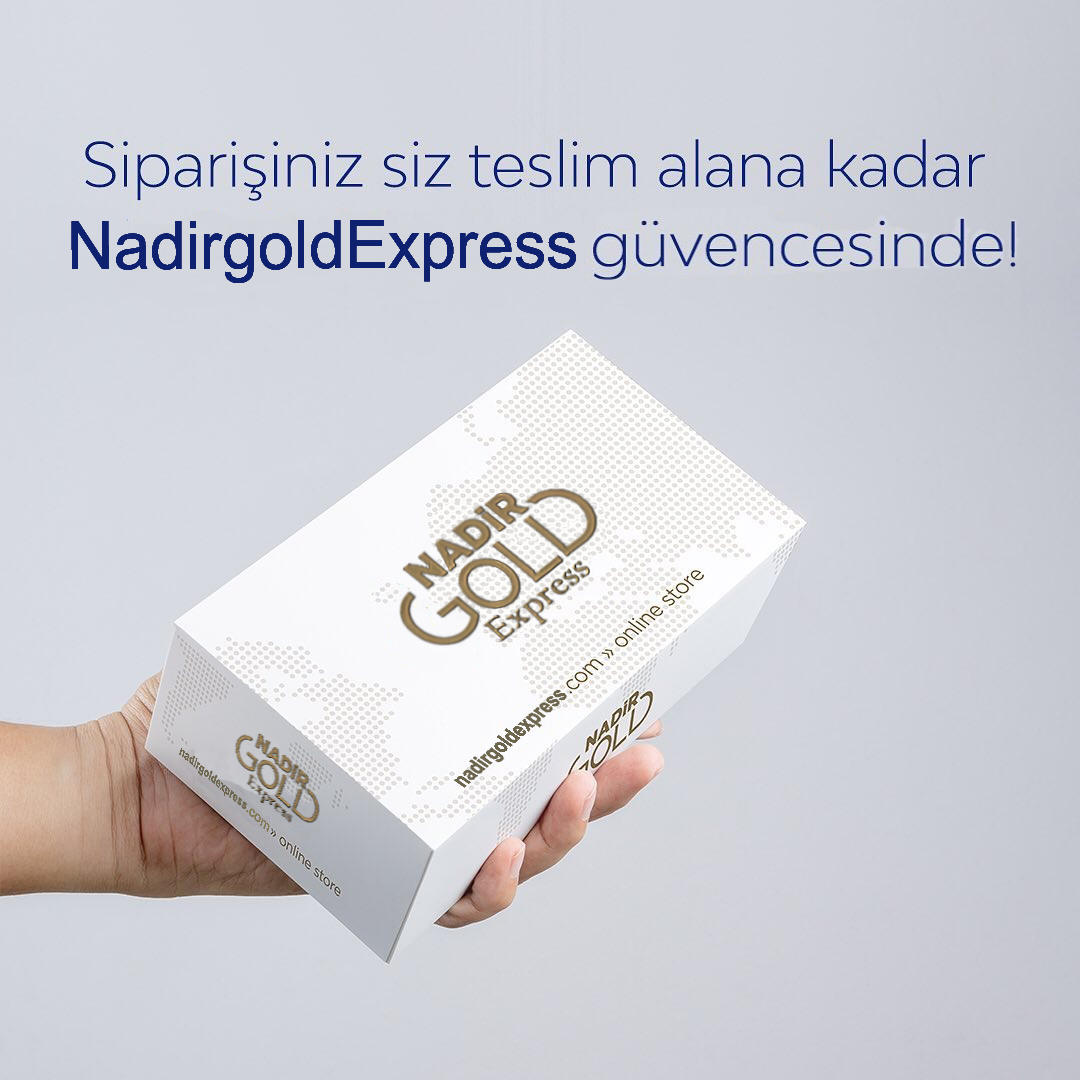 Siparişiniz siz teslim alana kadar
NadirgoldExpress güvencesinde!
NADİR
GOLD
Express
nadirgoldexpress.com » online store
NADİR
GOLD
NADİR
GOLD
Express
nadirgoldexpress.com » online store